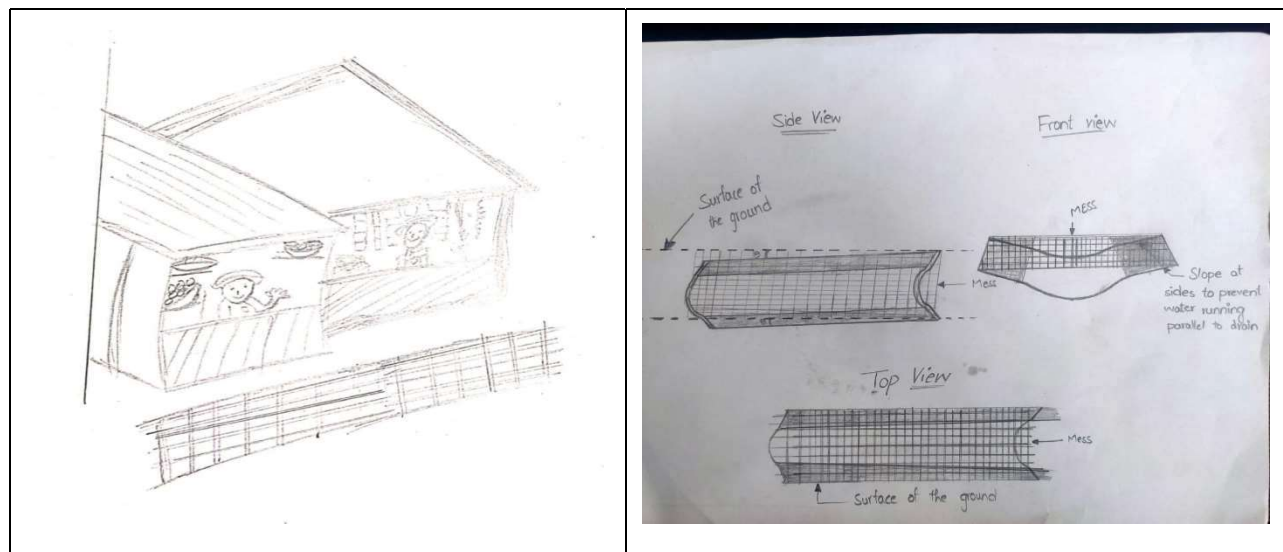 Side View
Front view
Surface of
the ground
MESS
Mess
Slope at
sides to prevent
water running
parallel to drain
Top View
Mess
Surface of the ground